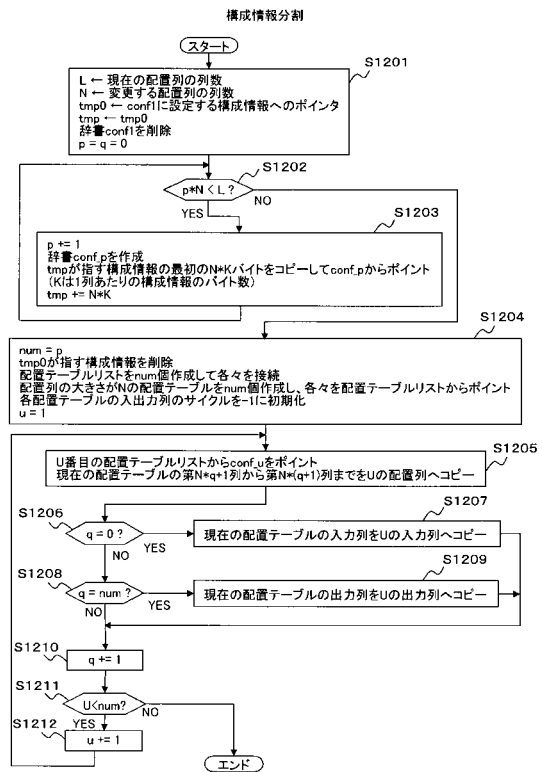 構成情報分割
スタート
S1201
L ← 現在の配置列の列数
N ← 変更する配置列の列数
tmp0 ← conf1に設定する構成情報へのポインタ
tmp ← tmp0
辞書conf1を削除
p = q = 0
S1202
p*N < L ?
NO
YES
S1203
p += 1
辞書conf_pを作成
tmpが指す構成情報の最初のN*Kバイトをコピーしてconf_pからポイント
(Kは1列あたりの構成情報のバイト数)
tmp += N*K
S1204
num = p
tmp0が指す構成情報を削除
配置テーブルリストをnum個作成して各々を接続
配置列の大きさがNの配置テーブルをnum個作成し、各々を配置テーブルリストからポイント
各配置テーブルの入出力列のサイクルを-1に初期化
u = 1
S1205
U番目の配置テーブルリストからconf_uをポイント
現在の配置テーブルの第N*q+1列から第N*(q+1)列までをUの配置列へコピー
S1206
q = 0 ?
YES
NO
S1207
現在の配置テーブルの入力列をUの入力列へコピー
S1208
q = num ?
YES
NO
S1209
現在の配置テーブルの出力列をUの出力列へコピー
S1210
q += 1
S1211
U<num?
NO
YES
S1212
u += 1
エンド